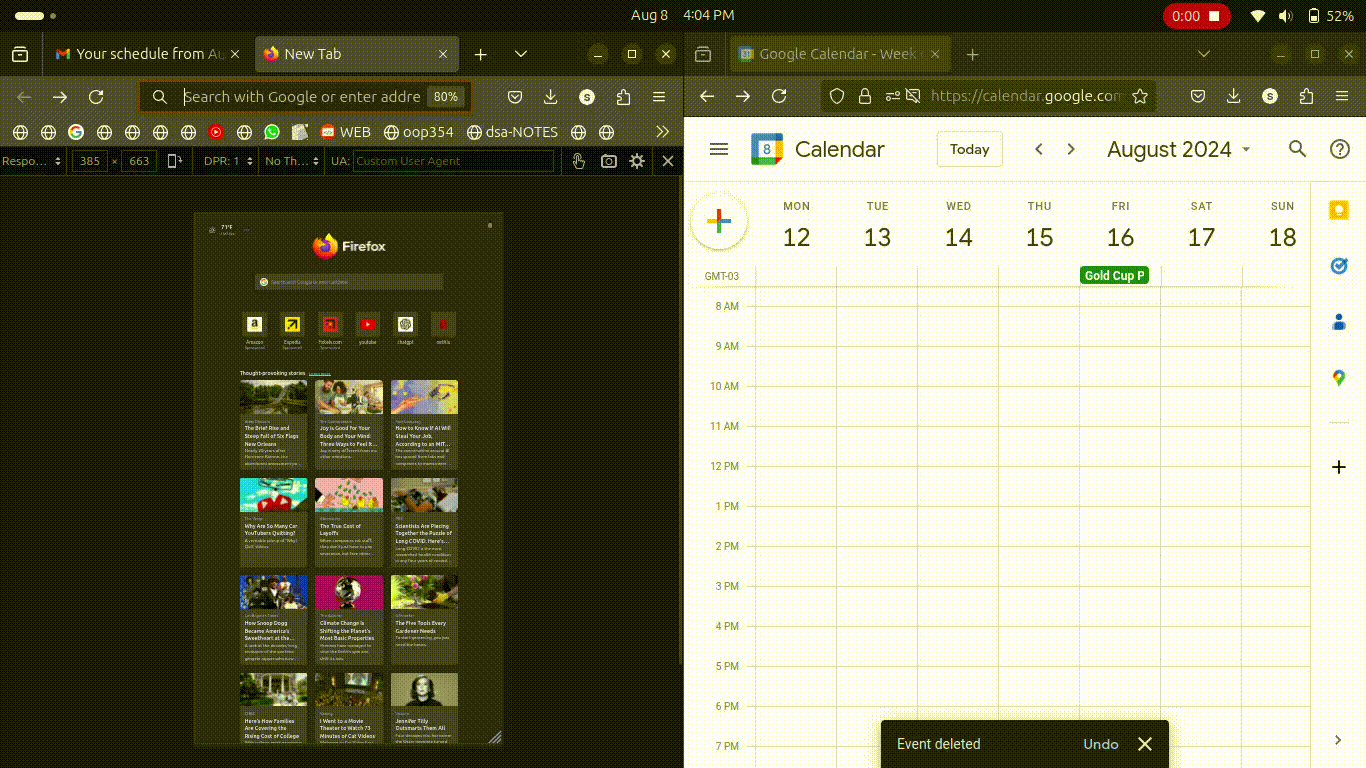 Aug 8 4:04 PM
0:00
52%
Your schedule from Au
New Tab
Search with Google or enter addre
80%
WEB
oop354
dsa-NOTES
Respo...
385 × 663
DPR: 1
No Th...
UA: Custom User Agent
71°F
Firefox
Amazon
Expedia
Hotels.com
youtube
chatgpt
netflix
Sponsored
Sponsored
Sponsored
Thought-provoking stories
The Brief Rise and
Steep Fall of Six Flags
New Orleans
Joy is Good for Your
Body and Your Mind:
Three Ways to Feel It...
How to Know if AI Will
Steal Your Job,
According to an MIT...
Why Are So Many Car
YouTubers Quitting?
The True Cost of
Layoffs
Scientists Are Piecing
Together the Puzzle of
Long COVID. Here's...
How Snoop Dogg
Became America's
Sweetheart at the...
Climate Change Is
Shifting the Planet's
Most Basic Properties
The Five Tools Every
Gardener Needs
Here's How Families
Are Covering the
Rising Cost of College
I Went to a Movie
Theater to Watch 73
Minutes of Cat Videos
Jennifer Tilly
Outsmarts Them All
Google Calendar - Week
https://calendar.google.com
8
Calendar
Today
August 2024
MON
TUE
WED
THU
FRI
SAT
SUN
12
13
14
15
16
17
18
GMT-03
Gold Cup P
8 AM
9 AM
10 AM
11 AM
12 PM
1 PM
2 PM
3 PM
4 PM
5 PM
6 PM
7 PM
Event deleted
Undo